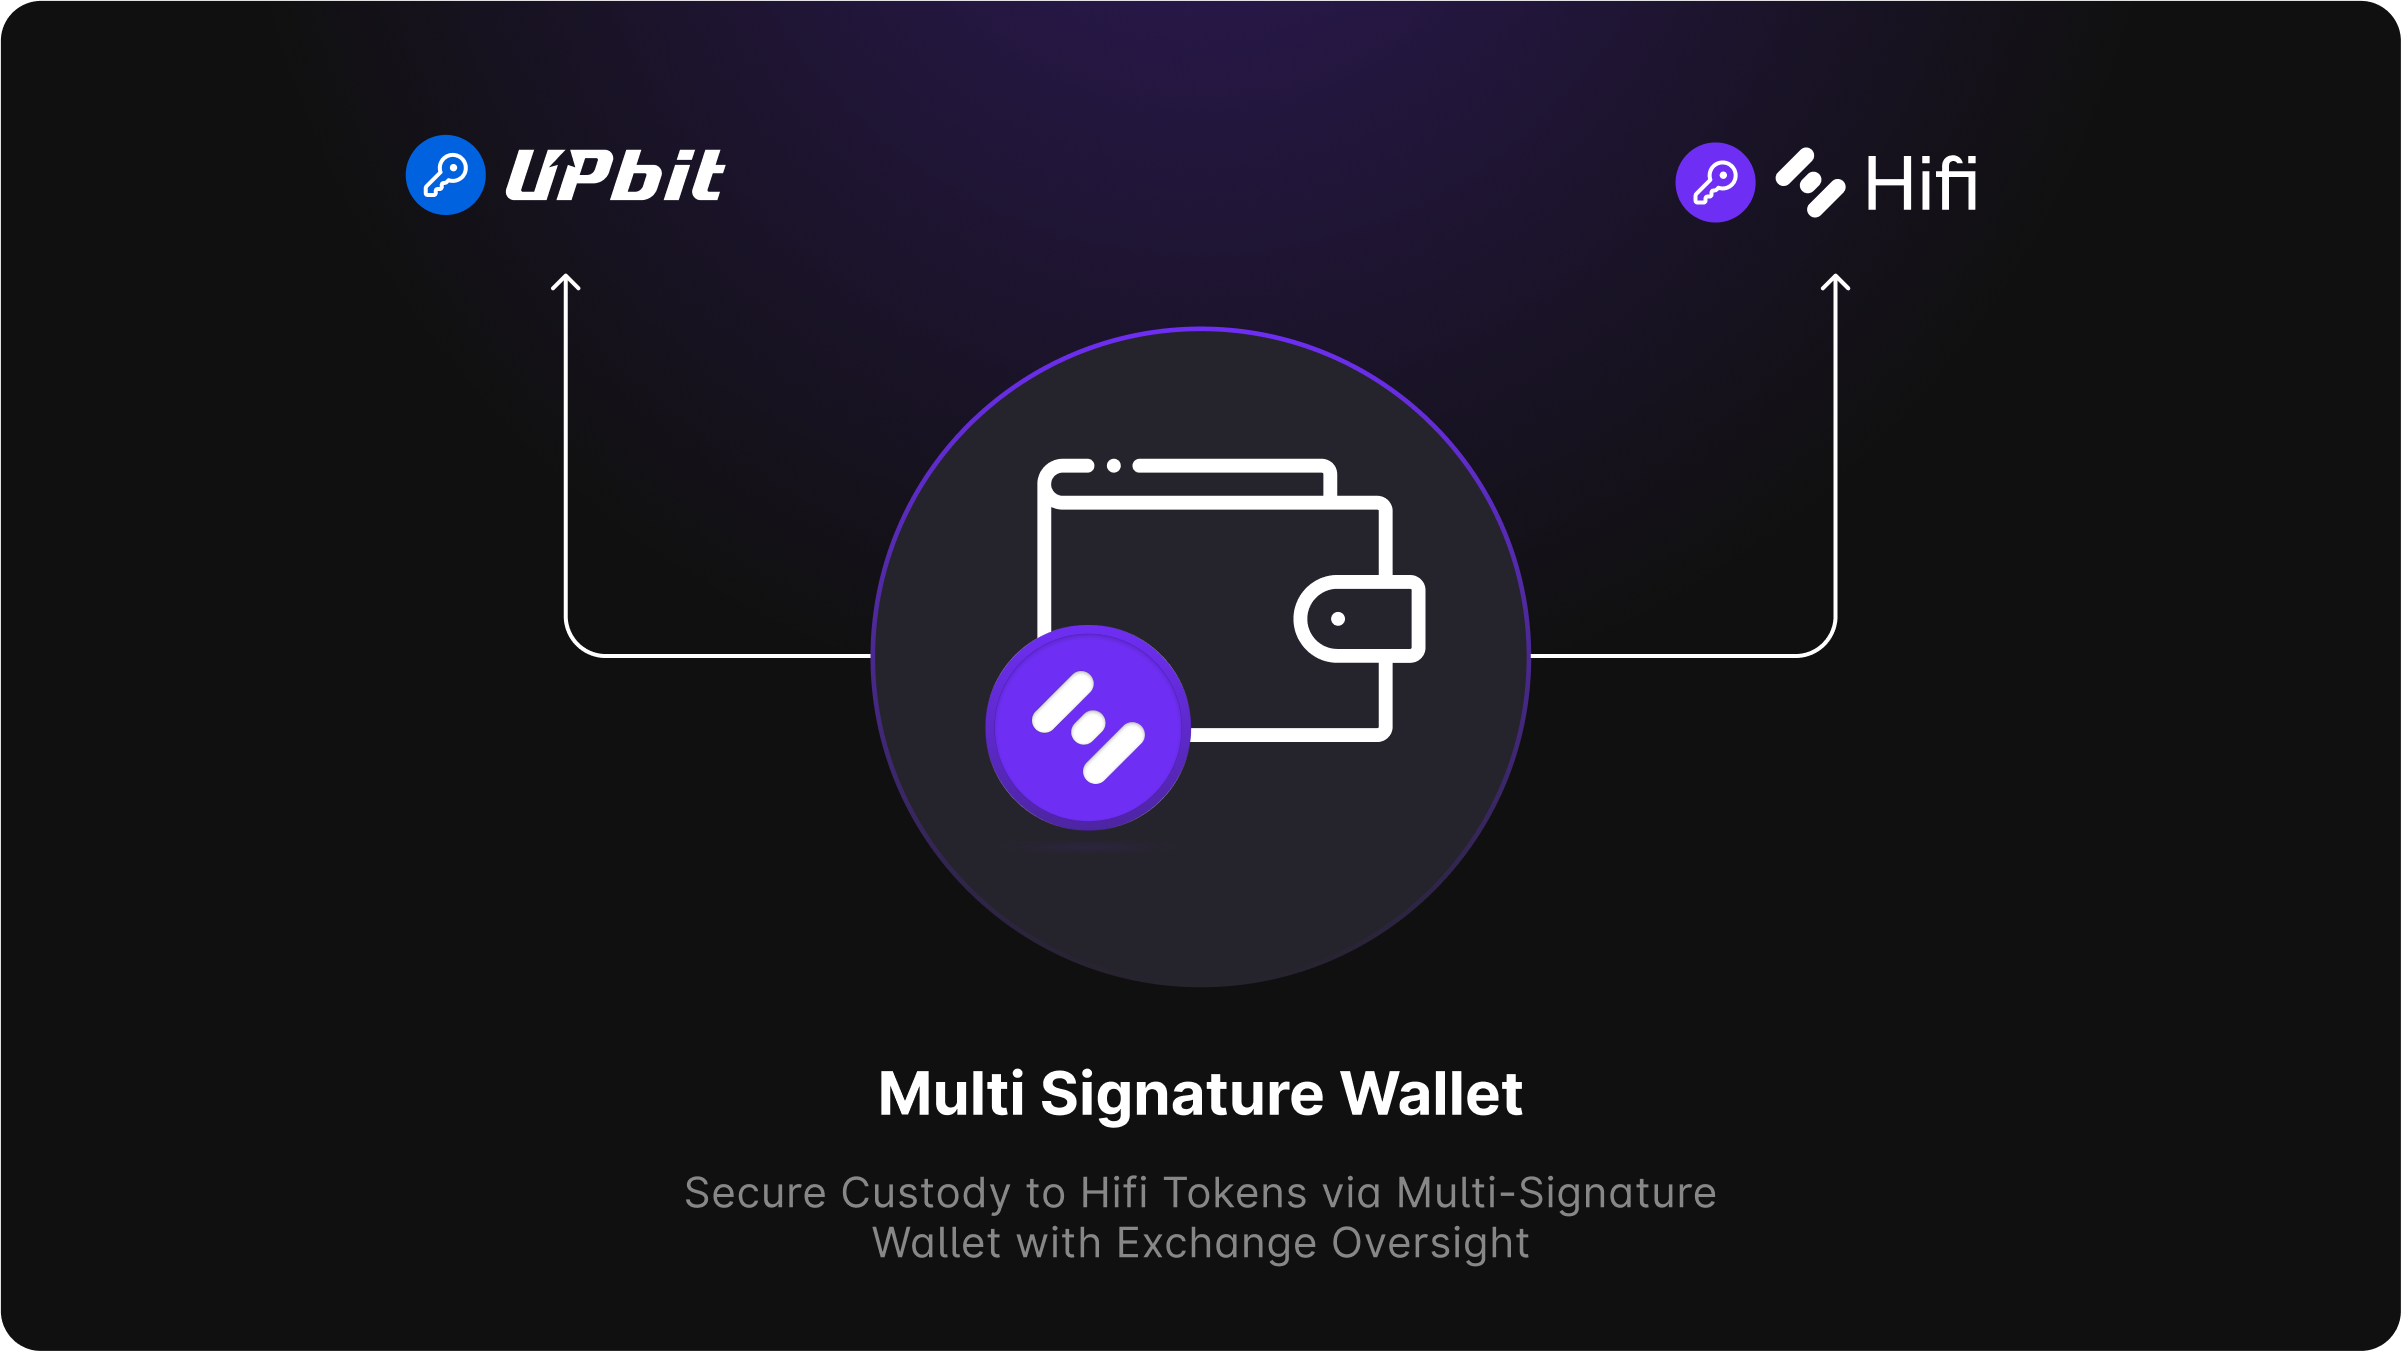 UPbit
Hifi
Multi Signature Wallet
Secure Custody to Hifi Tokens via Multi-Signature
Wallet with Exchange Oversight